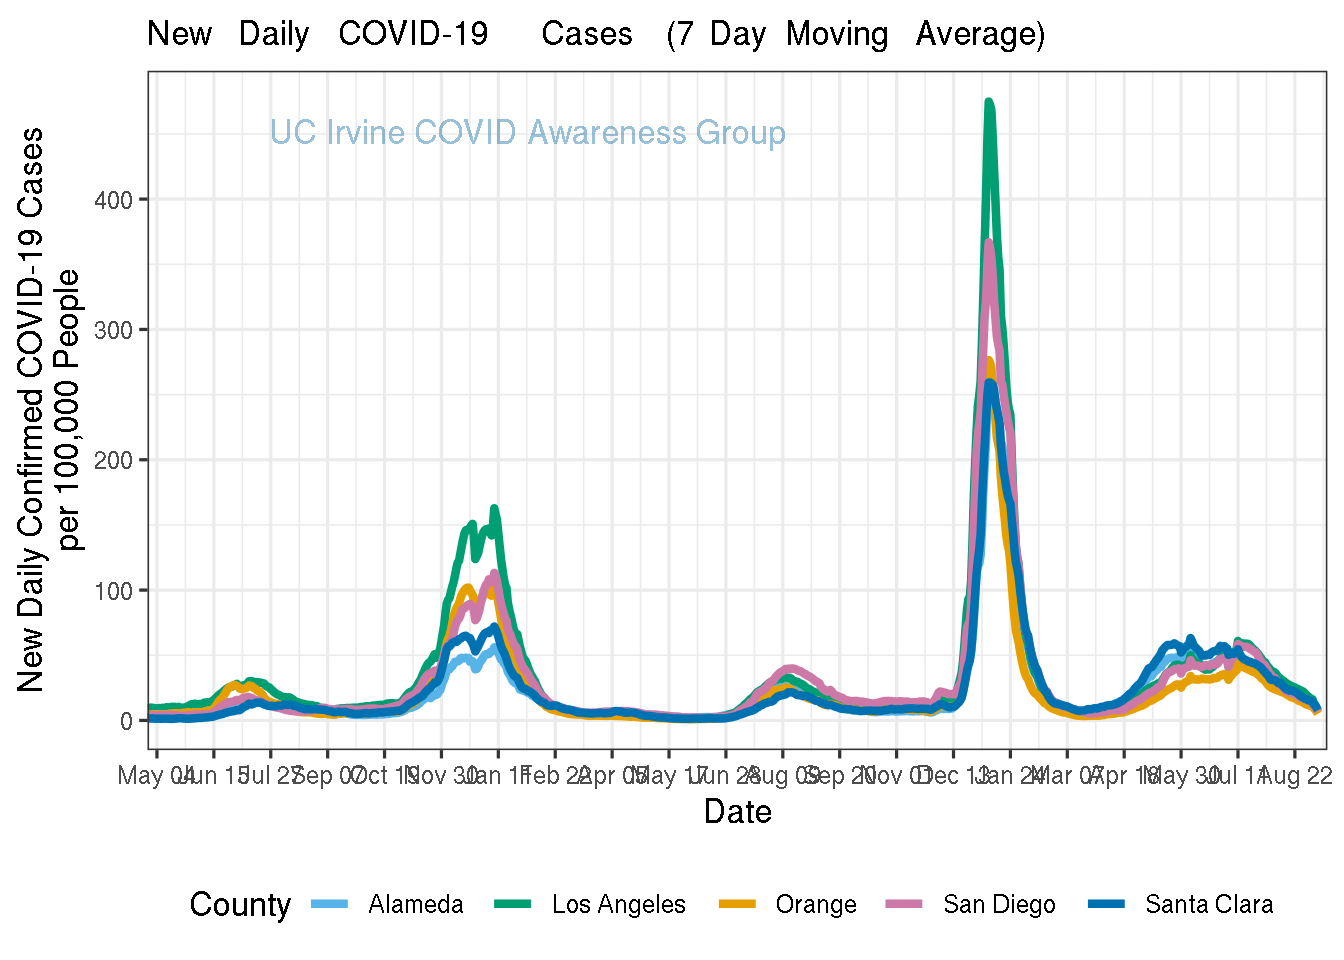 New Daily COVID-19 Cases (7 Day Moving Average)
UC Irvine COVID Awareness Group
New Daily Confirmed COVID-19 Cases
per 100,000 People
400
300
200
100
0
May 04 Jun 15 Jul 27 Sep 07 Oct 19 Nov 30 Jan 11 Feb 22 Apr 05 May 17 Jun 28 Aug 09 Sep 20 Nov 01 Dec 13 Jan 24 Mar 07 Apr 18 May 30 Jul 11 Aug 22
Date
County Alameda Los Angeles Orange San Diego Santa Clara